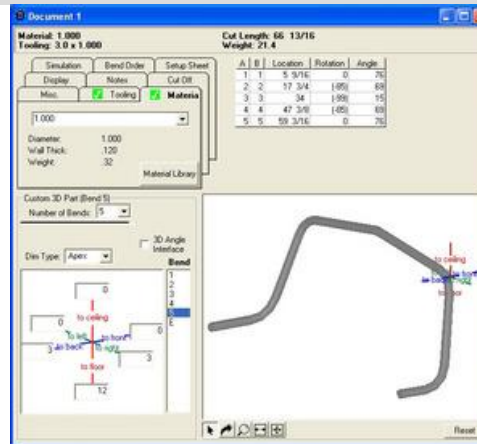 Document 1
Material: 1.000
Tooling: 3.0 x 1.000
Cut Length: 66 13/16
Weight: 21.4
Simulation Bend Order Setup Sheet
Display Notes Cut Off
Misc. Tooling Materia
1.000
Diameter: 1.000
Wall Thick: .120
Weight: .32
Material Library
A B Location Rotation Angle
1 1 5 9/16 0 76
2 2 17 3/4 (-85) 69
3 3 34 (-99) 15
4 4 47 3/8 (-85) 69
5 5 59 3/16 0 76
Custom 3D Part (Bend 5)
Number of Bends: 5
3D Angle
Interface
Dim Type: Apex
Bend
1
2
3
4
5
E
0
to ceiling
0
0
to left to front
3 to back to right 3
to floor
12
to ceiling
to front
to back to right
to floor
Reset